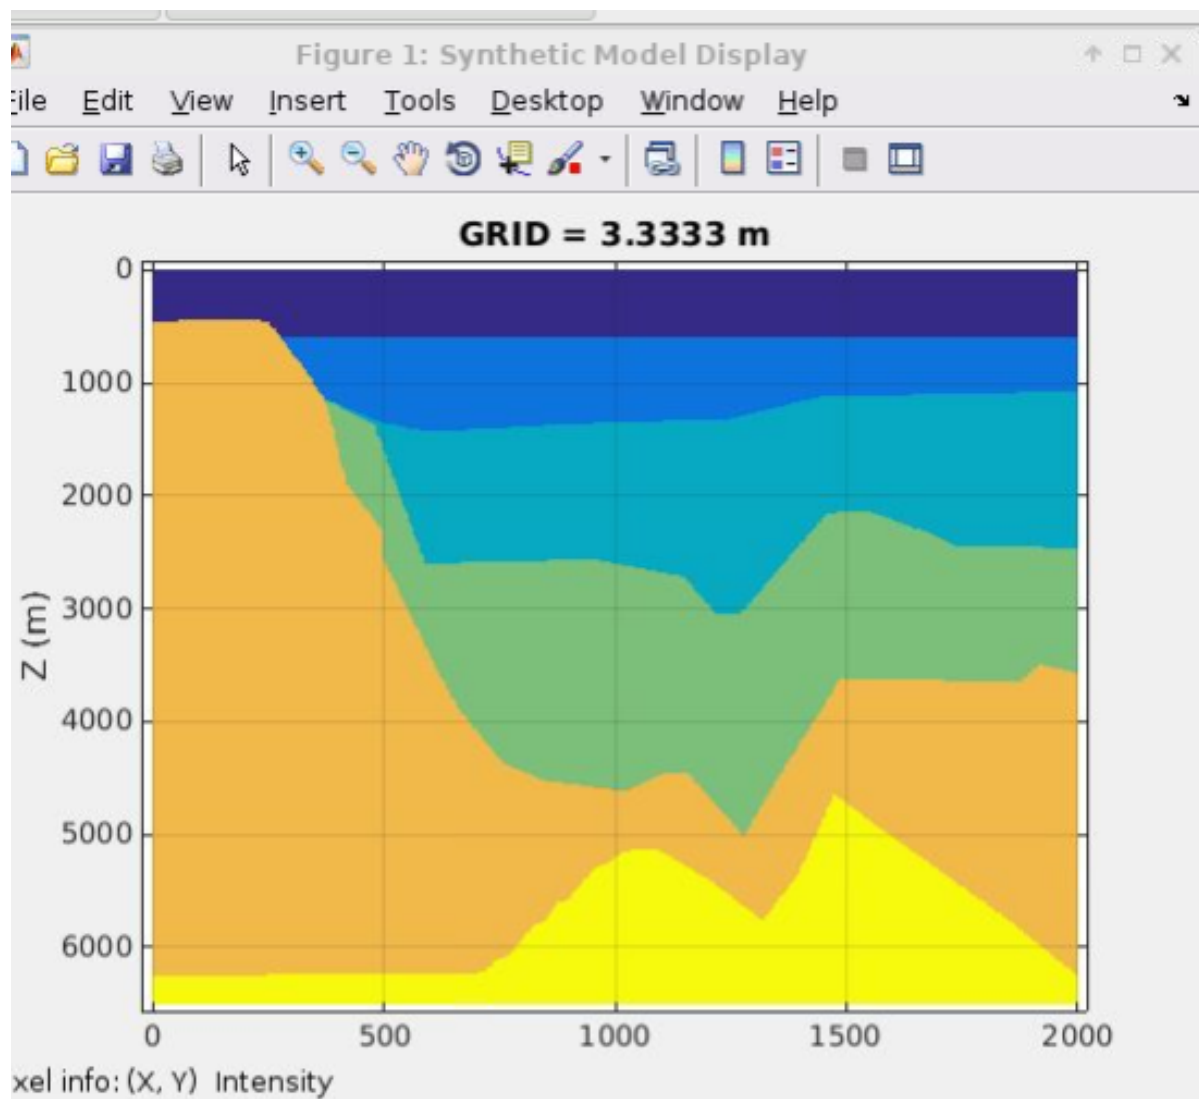 Figure 1: Synthetic Model Display
File Edit View Insert Tools Desktop Window Help
GRID = 3.3333 m
0
1000
2000
3000
4000
5000
6000
Z (m)
0 500 1000 1500 2000
xel info: (X, Y) Intensity